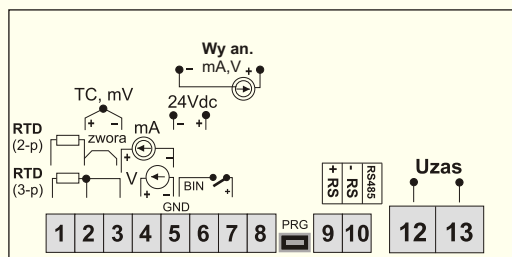 Wy an.
− mA,V +
TC, mV
24Vdc
+ −
− +
RTD
(2-p)
zwora
mA
+ −
RTD
(3-p)
V
+ −
BIN
+
GND
+ RS
- RS
RS485
Uzas
PRG
1 2 3 4 5 6 7 8 9 10 12 13